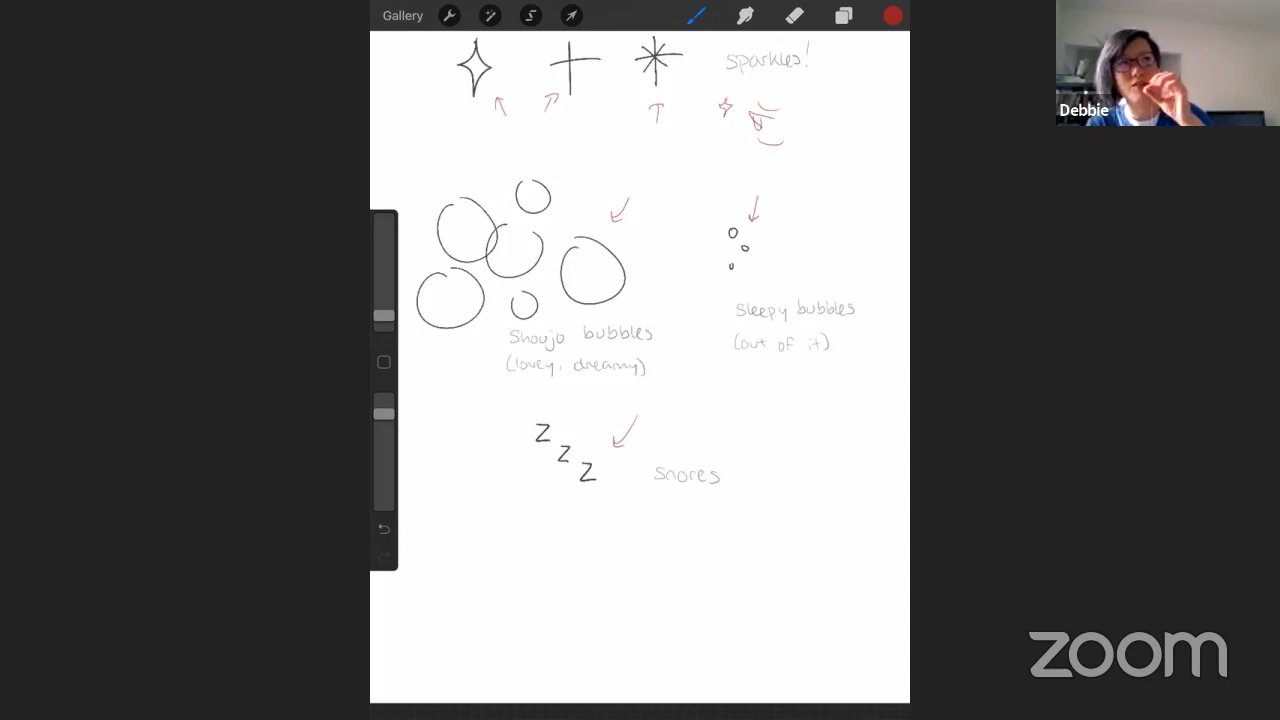 Gallery
Debbie
sparkles!
Shoujo bubbles
(lovey, dreamy)
Sleepy bubbles
(out of it)
Z
Z
Z
snores
zoom